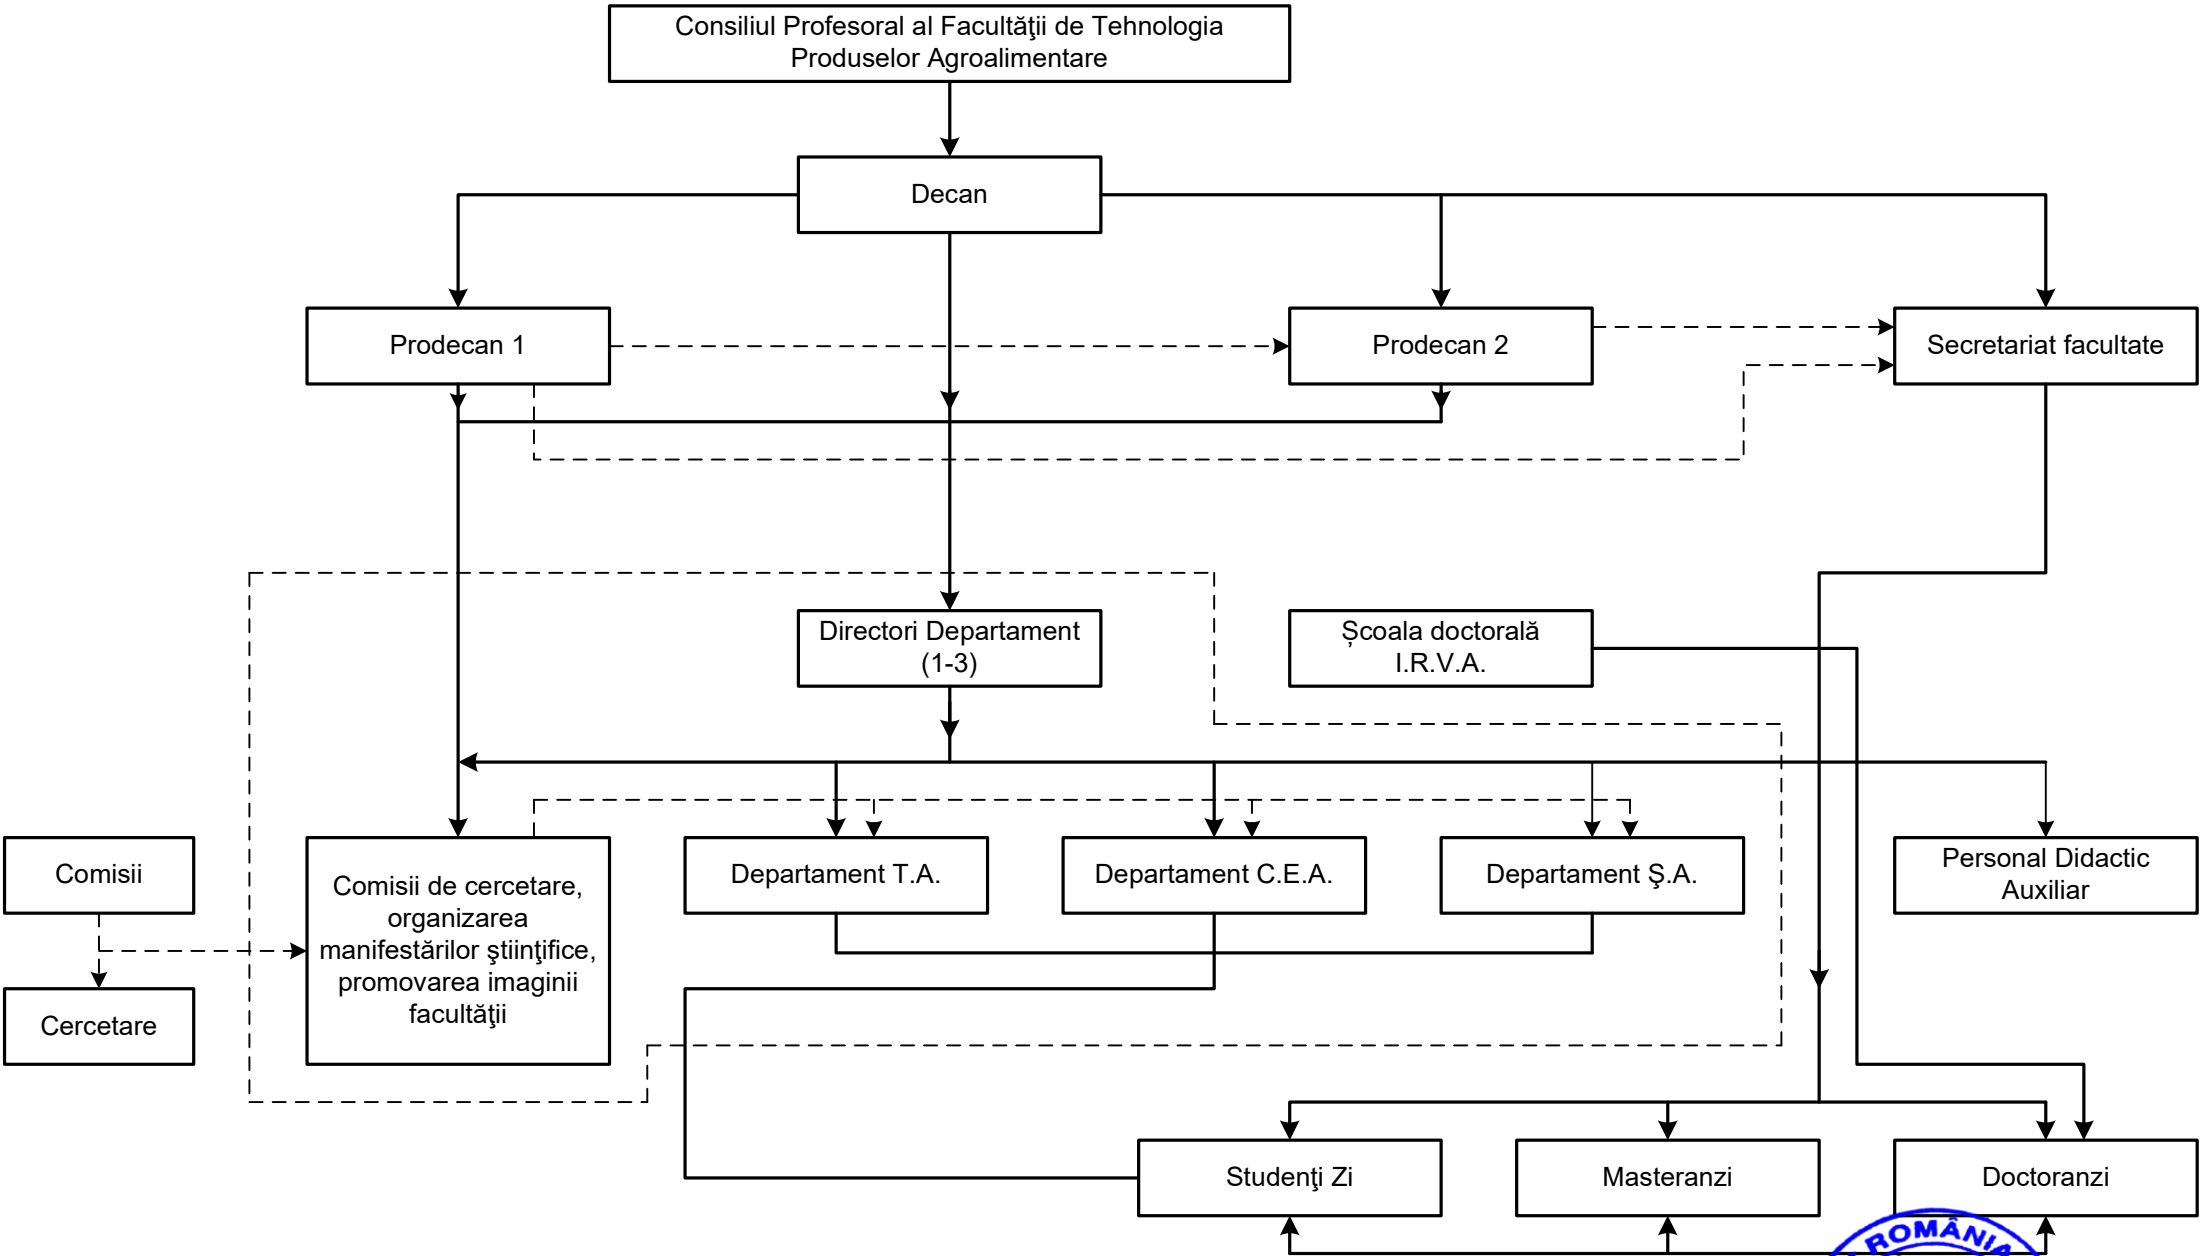 Consiliul Profesoral al Facultăţii de Tehnologia
Produselor Agroalimentare
Decan
Prodecan 1
Prodecan 2
Secretariat facultate
Directori Departament
(1-3)
Școala doctorală
I.R.V.A.
Comisii
Cercetare
Comisii de cercetare,
organizarea
manifestărilor ştiinţifice,
promovarea imaginii
facultăţii
Departament T.A.
Departament C.E.A.
Departament Ş.A.
Personal Didactic
Auxiliar
Studenţi Zi
Masteranzi
Doctoranzi
ROMÂNIA